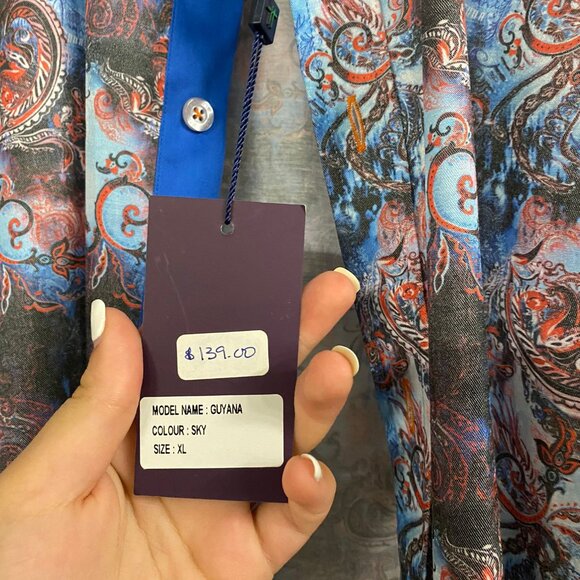 $139.00
MODEL NAME : GUYANA
COLOUR : SKY
SIZE : XL